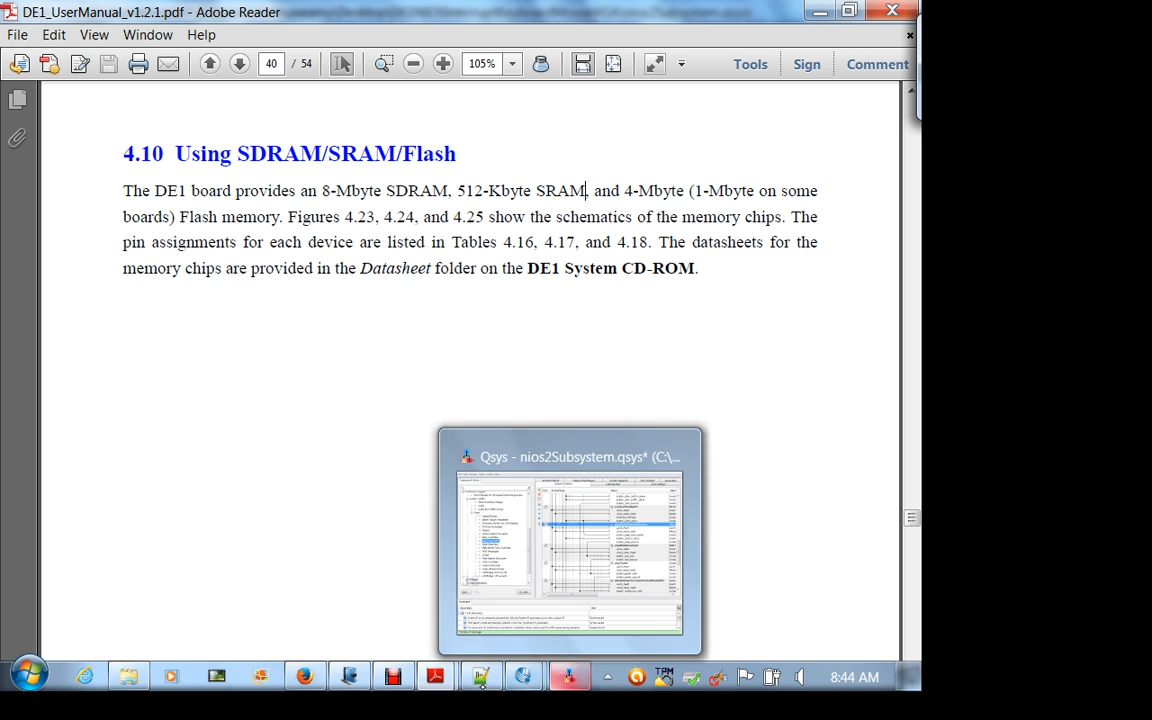 DE1_UserManual_v1.2.1.pdf - Adobe Reader
File Edit View Window Help
40 / 54 105% Tools Sign Comment
4.10 Using SDRAM/SRAM/Flash
The DE1 board provides an 8-Mbyte SDRAM, 512-Kbyte SRAM, and 4-Mbyte (1-Mbyte on some
boards) Flash memory. Figures 4.23, 4.24, and 4.25 show the schematics of the memory chips. The
pin assignments for each device are listed in Tables 4.16, 4.17, and 4.18. The datasheets for the
memory chips are provided in the Datasheet folder on the DE1 System CD-ROM.
Qsys - nios2Subsystem.qsys* (C:\...
TPM
8:44 AM